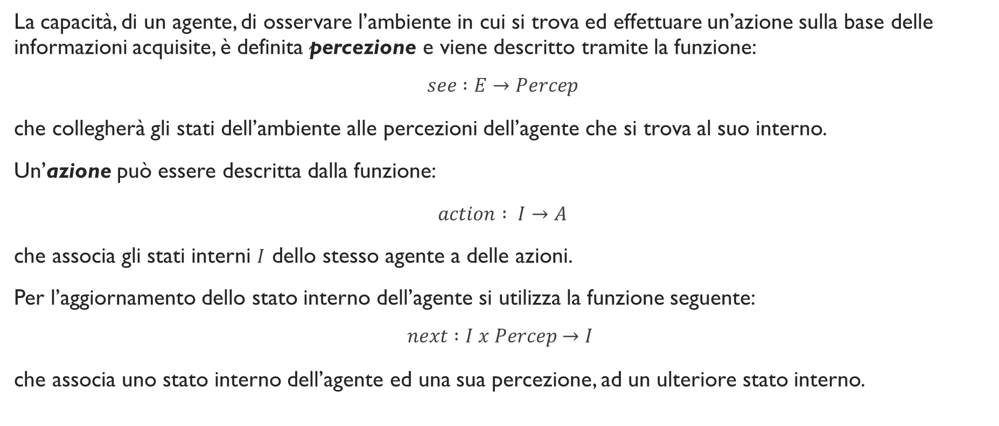 La capacità, di un agente, di osservare l’ambiente in cui si trova ed effettuare un’azione sulla base delle
informazioni acquisite, è definita percezione e viene descritto tramite la funzione:
see : E → Percep
che collegherà gli stati dell’ambiente alle percezioni dell’agente che si trova al suo interno.
Un’azione può essere descritta dalla funzione:
action : I → A
che associa gli stati interni I dello stesso agente a delle azioni.
Per l’aggiornamento dello stato interno dell’agente si utilizza la funzione seguente:
next : I x Percep → I
che associa uno stato interno dell’agente ed una sua percezione, ad un ulteriore stato interno.